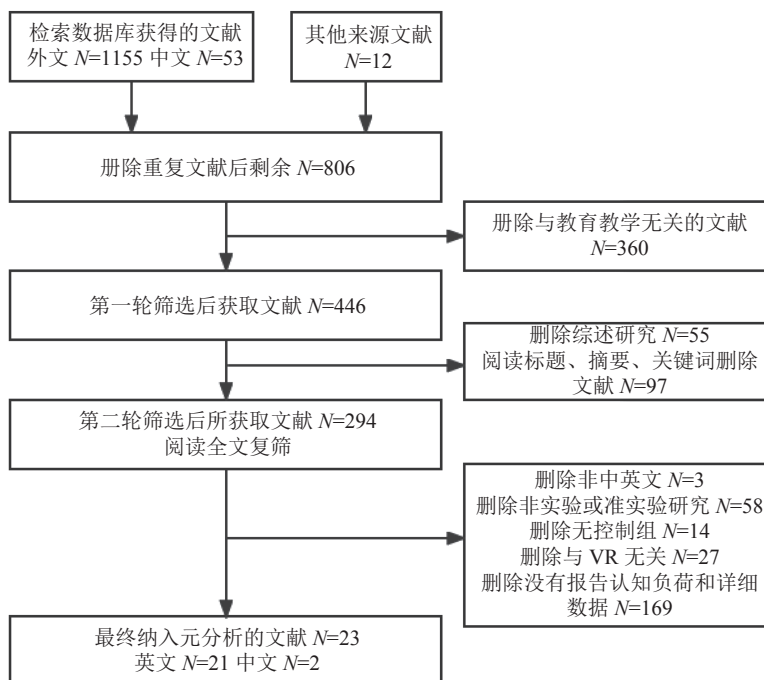 检索数据库获得的文献
外文 N=1155 中文 N=53
其他来源文献
N=12
册除重复文献后剩余 N=806
册除与教育教学无关的文献
N=360
第一轮筛选后获取文献 N=446
删除综述研究 N=55
阅读标题、摘要、关键词删除
文献 N=97
第二轮筛选后所获取文献 N=294
阅读全文复筛
删除非中英文 N=3
删除非实验或准实验研究 N=58
删除无控制组 N=14
删除与 VR 无关 N=27
删除没有报告认知负荷和详细
数据 N=169
最终纳入元分析的文献 N=23
英文 N=21 中文 N=2